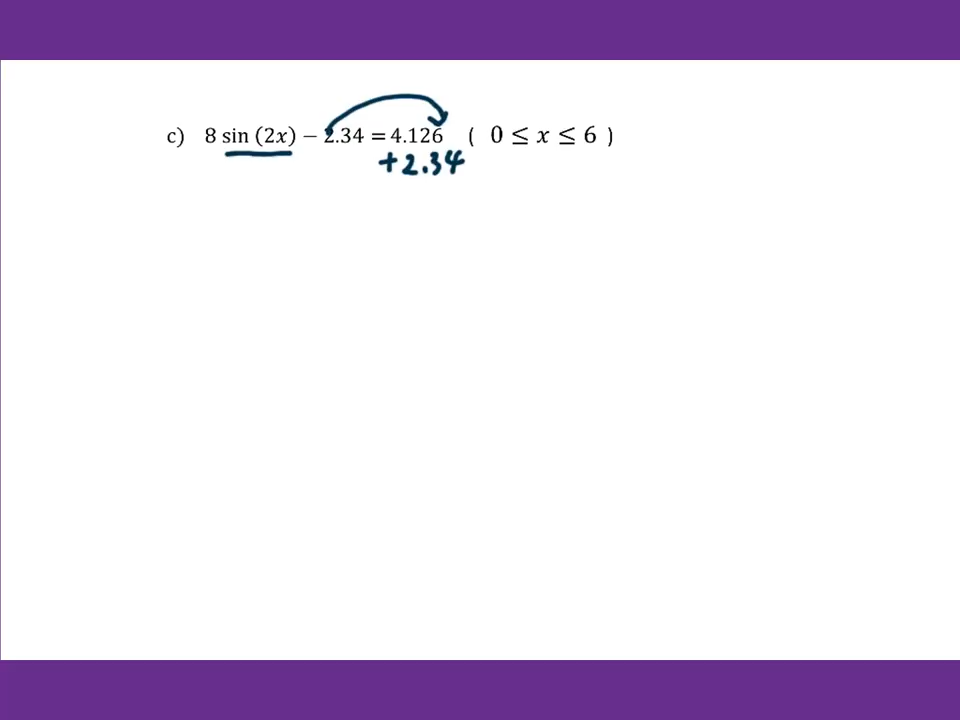 c) 8 sin (2x) − 2.34 = 4.126 ( 0 ≤ x ≤ 6 )
+2.34